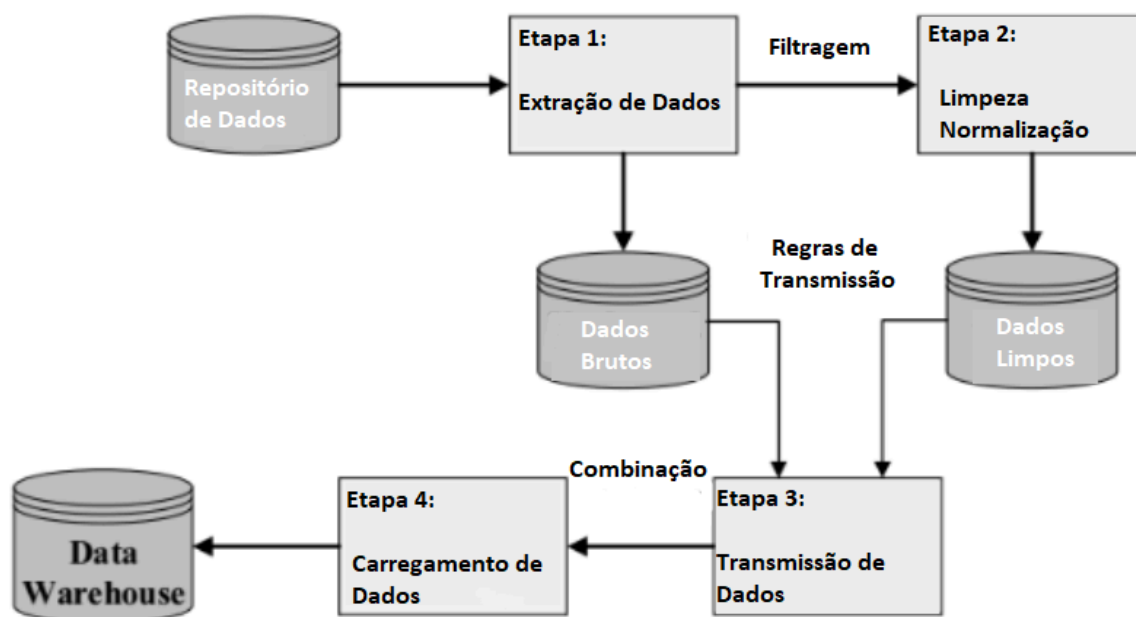 Repositório
de Dados
Etapa 1:
Extração de Dados
Filtragem
Etapa 2:
Limpeza
Normalização
Dados
Brutos
Regras de
Transmissão
Dados
Limpos
Data
Warehouse
Etapa 4:
Carregamento de
Dados
Combinação
Etapa 3:
Transmissão de
Dados